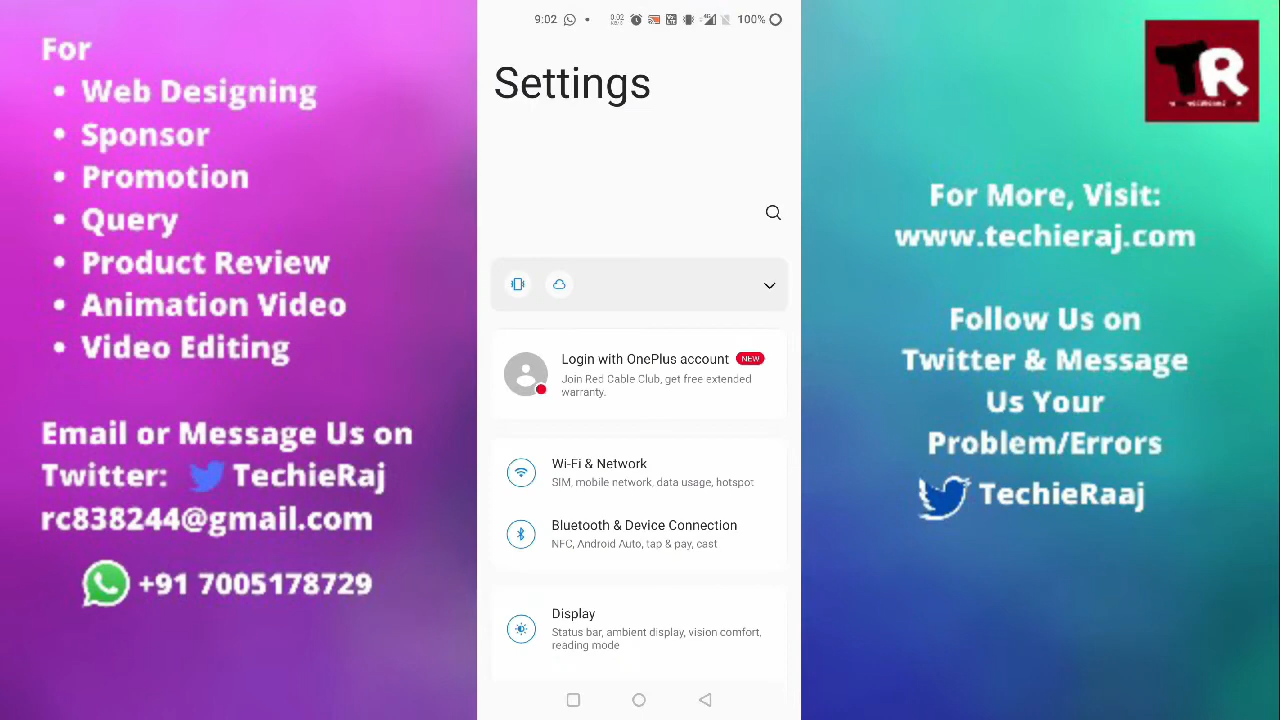 For
• Web Designing
• Sponsor
• Promotion
• Query
• Product Review
• Animation Video
• Video Editing
Email or Message Us on
Twitter: TechieRaj
rc838244@gmail.com
+91 7005178729
9:02
100%
Settings
Login with OnePlus account NEW
Join Red Cable Club, get free extended
warranty.
Wi-Fi & Network
SIM, mobile network, data usage, hotspot
Bluetooth & Device Connection
NFC, Android Auto, tap & pay, cast
Display
Status bar, ambient display, vision comfort,
reading mode
TR
For More, Visit:
www.techieraj.com
Follow Us on
Twitter & Message
Us Your
Problem/Errors
TechieRaaj